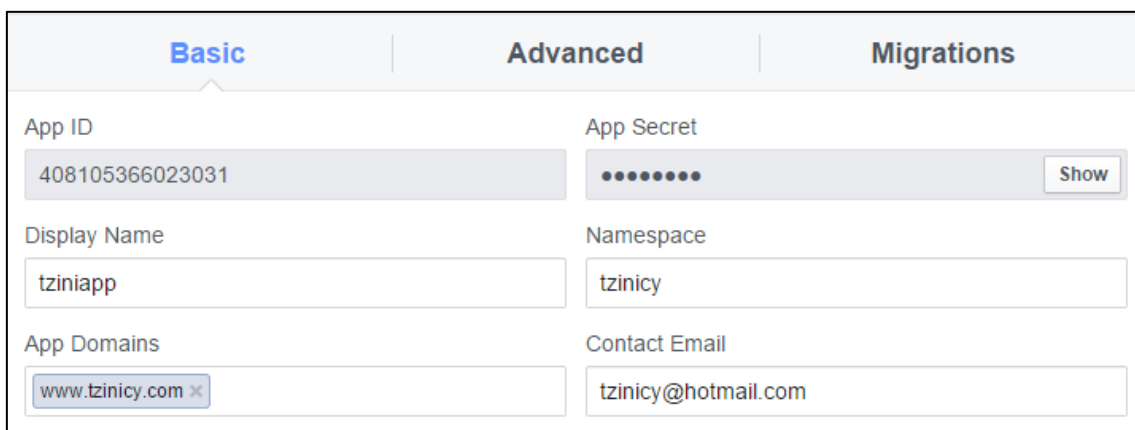 Basic Advanced Migrations
App ID App Secret
408105366023031 •••••••• Show
Display Name Namespace
tziniapp tzinicy
App Domains Contact Email
www.tzinicy.com × tzinicy@hotmail.com